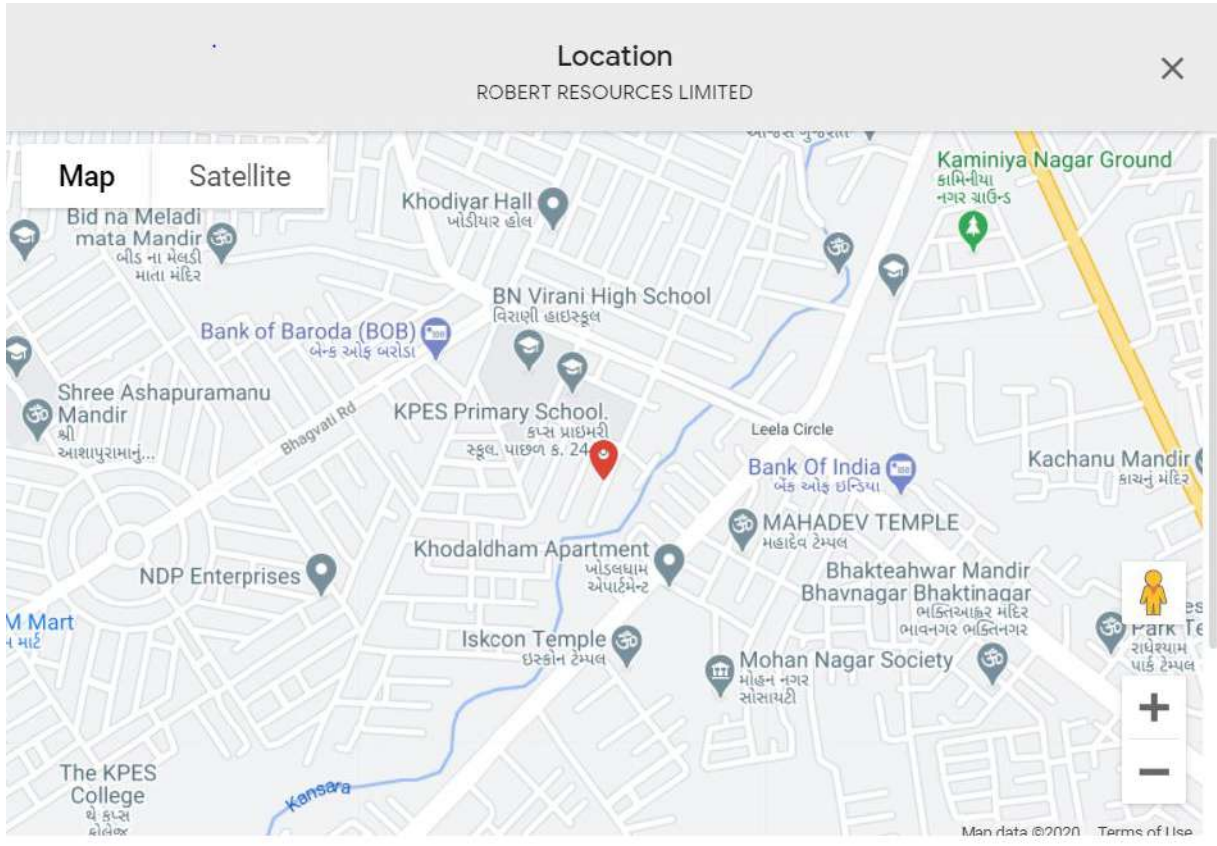 Location
ROBERT RESOURCES LIMITED
Map
Satellite
Kaminiya Nagar Ground
કામિનીયા
નગર ગ્રાઉન્ડ
Khodiyar Hall
ખોડીયાર હોલ
Bid na Meladi
mata Mandir
બીડ ના મેલડી
માતા મંદિર
BN Virani High School
વિરાણી હાઇસ્કૂલ
Bank of Baroda (BOB)
બેન્ક ઓફ બરોડા
Shree Ashapuramanu
Mandir
શ્રી
આશાપુરામાનું...
Bhagvati Rd
KPES Primary School.
કપ્સ પ્રાઇમરી
સ્કૂલ. પાછળ ક. 24
Leela Circle
Bank Of India
બેંક ઓફ ઇન્ડિયા
Kachanu Mandir
કાચનું મંદિર
MAHADEV TEMPLE
મહાદેવ ટેમ્પલ
Khodaldham Apartment
ખોડલધામ
એપાર્ટમેન્ટ
Bhakteahwar Mandir
Bhavnagar Bhaktinagar
ભક્તિઆશ્વર મંદિર
ભાવનગર ભક્તિનગર
NDP Enterprises
M Mart
મ માર્ટ
Iskcon Temple
ઇસ્કોન ટેમ્પલ
Park Te
રાધેશ્યામ
પાર્ક ટેમ્પલ
Mohan Nagar Society
મોહન નગર
સોસાયટી
The KPES
College
થે કપ્સ
કોલેજ
Kansara
Map data ©2020
Terms of Use